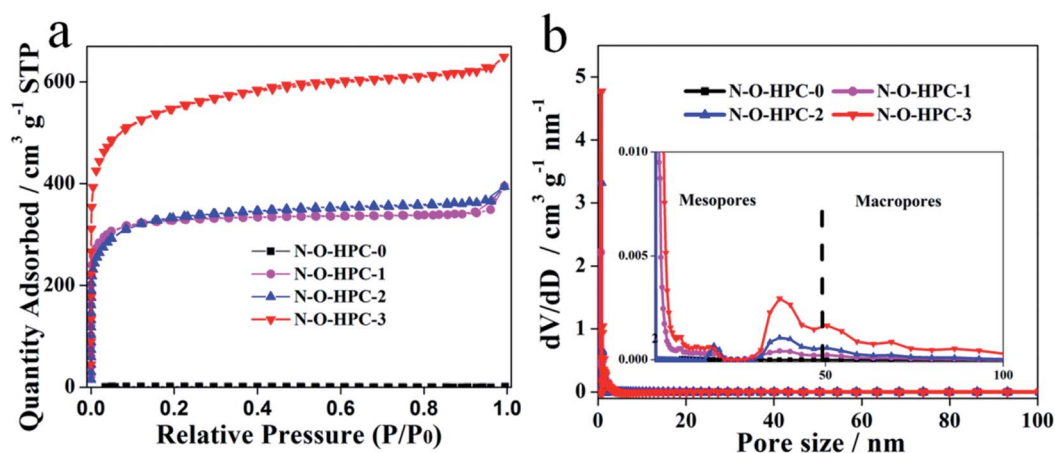 a
Quantity Adsorbed / cm³ g⁻¹ STP
600
400
200
0
0.0 0.2 0.4 0.6 0.8 1.0
Relative Pressure (P/P₀)
N-O-HPC-0
N-O-HPC-1
N-O-HPC-2
N-O-HPC-3
b
dV/dD / cm³ g⁻¹ nm⁻¹
5
4
3
2
1
0
0 20 40 60 80 100
Pore size / nm
N-O-HPC-0 N-O-HPC-1
N-O-HPC-2 N-O-HPC-3
0.010
0.005
0.000
2
50 100
Mesopores Macropores